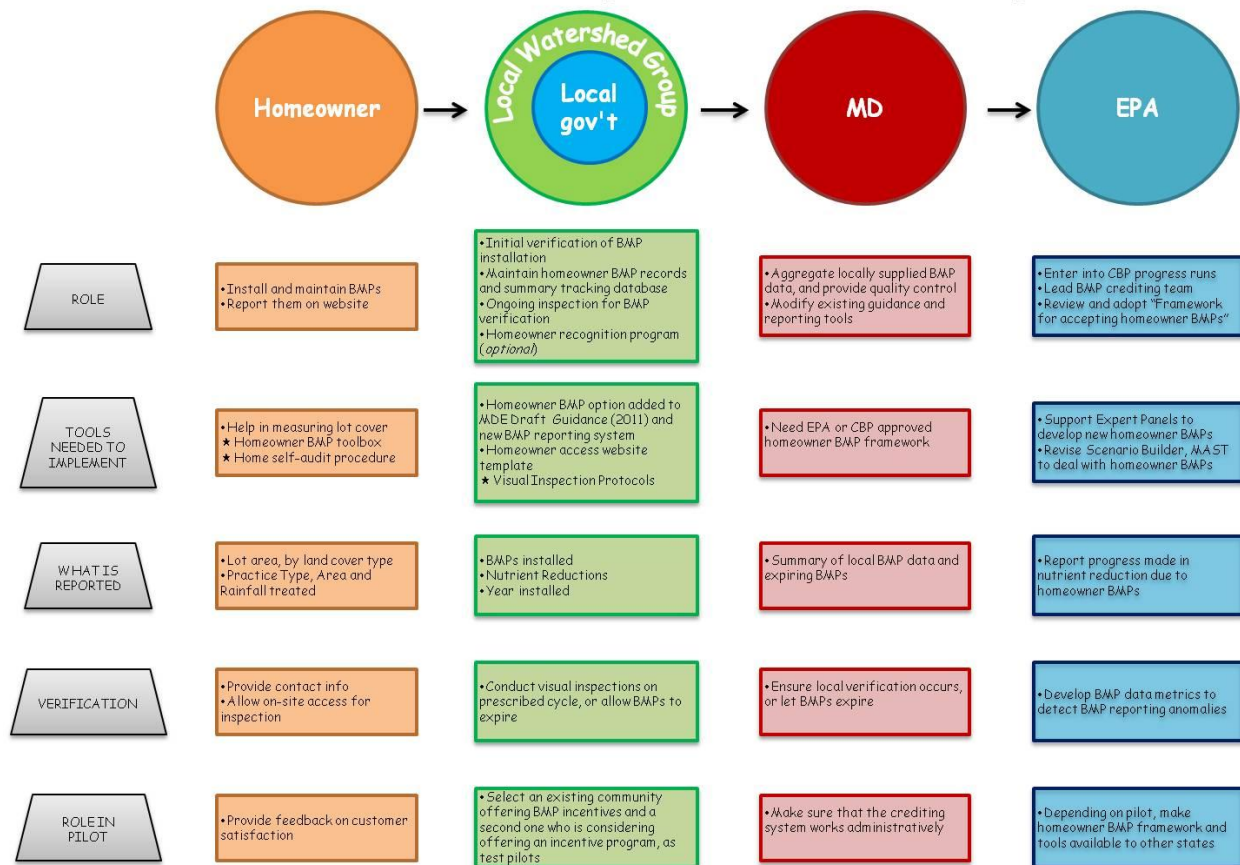 Homeowner
Local Watershed Group
Local
gov't
MD
EPA
ROLE
•Install and maintain BMPs
•Report them on website
•Initial verification of BMP
installation
•Maintain homeowner BMP records
and summary tracking database
•Ongoing inspection for BMP
verification
•Homeowner recognition program
(optional)
•Aggregate locally supplied BMP
data, and provide quality control
•Modify existing guidance and
reporting tools
•Enter into CBP progress runs
•Lead BMP crediting team
•Review and adopt “Framework
for accepting homeowner BMPs”
TOOLS
NEEDED TO
IMPLEMENT
•Help in measuring lot cover
★ Homeowner BMP toolbox
★ Home self-audit procedure
•Homeowner BMP option added to
MDE Draft Guidance (2011) and
new BMP reporting system
•Homeowner access website
template
★ Visual Inspection Protocols
•Need EPA or CBP approved
homeowner BMP framework
•Support Expert Panels to
develop new homeowner BMPs
•Revise Scenario Builder, MAST
to deal with homeowner BMPs
WHAT IS
REPORTED
•Lot area, by land cover type
•Practice Type, Area and
Rainfall treated
•BMPs installed
•Nutrient Reductions
•Year installed
•Summary of local BMP data and
expiring BMPs
•Report progress made in
nutrient reduction due to
homeowner BMPs
VERIFICATION
•Provide contact info
•Allow on-site access for
inspection
•Conduct visual inspections on
prescribed cycle, or allow BMPs to
expire
•Ensure local verification occurs,
or let BMPs expire
•Develop BMP data metrics to
detect BMP reporting anomalies
ROLE IN
PILOT
•Provide feedback on customer
satisfaction
•Select an existing community
offering BMP incentives and a
second one who is considering
offering an incentive program, as
test pilots
•Make sure that the crediting
system works administratively
•Depending on pilot, make
homeowner BMP framework and
tools available to other states